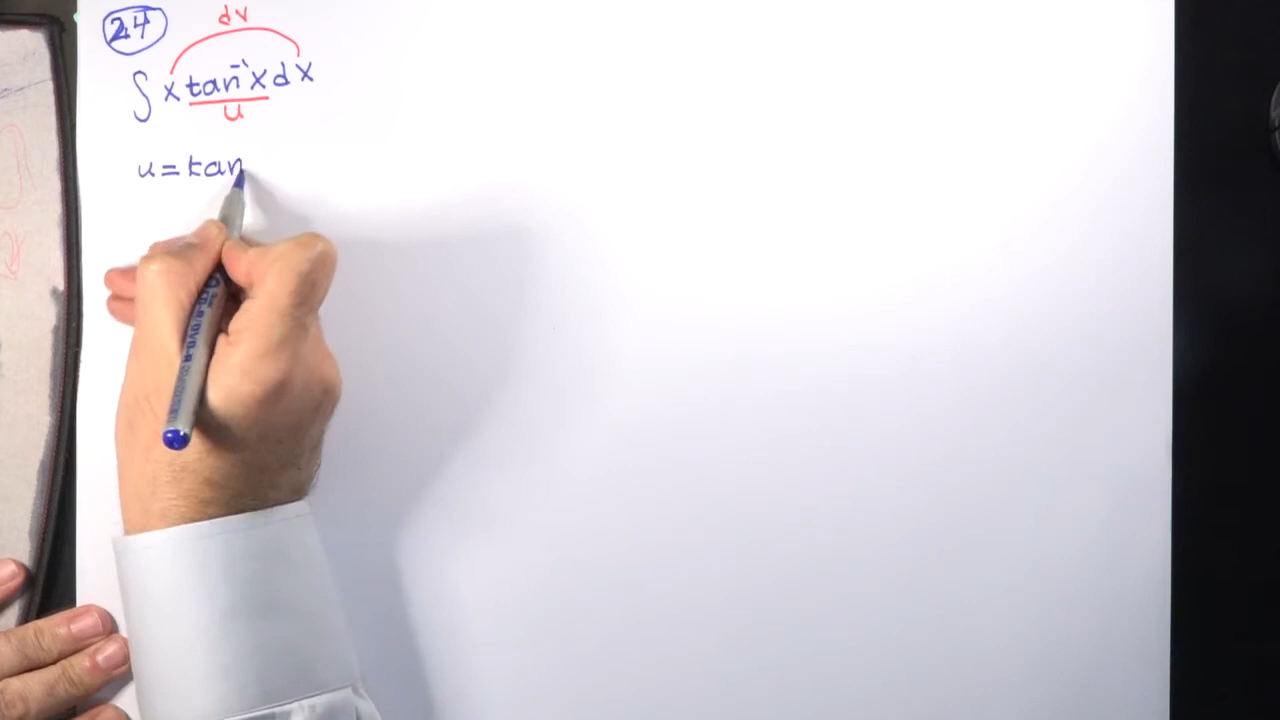 24
dv
∫ x tan⁻¹x dx
u
u = tan